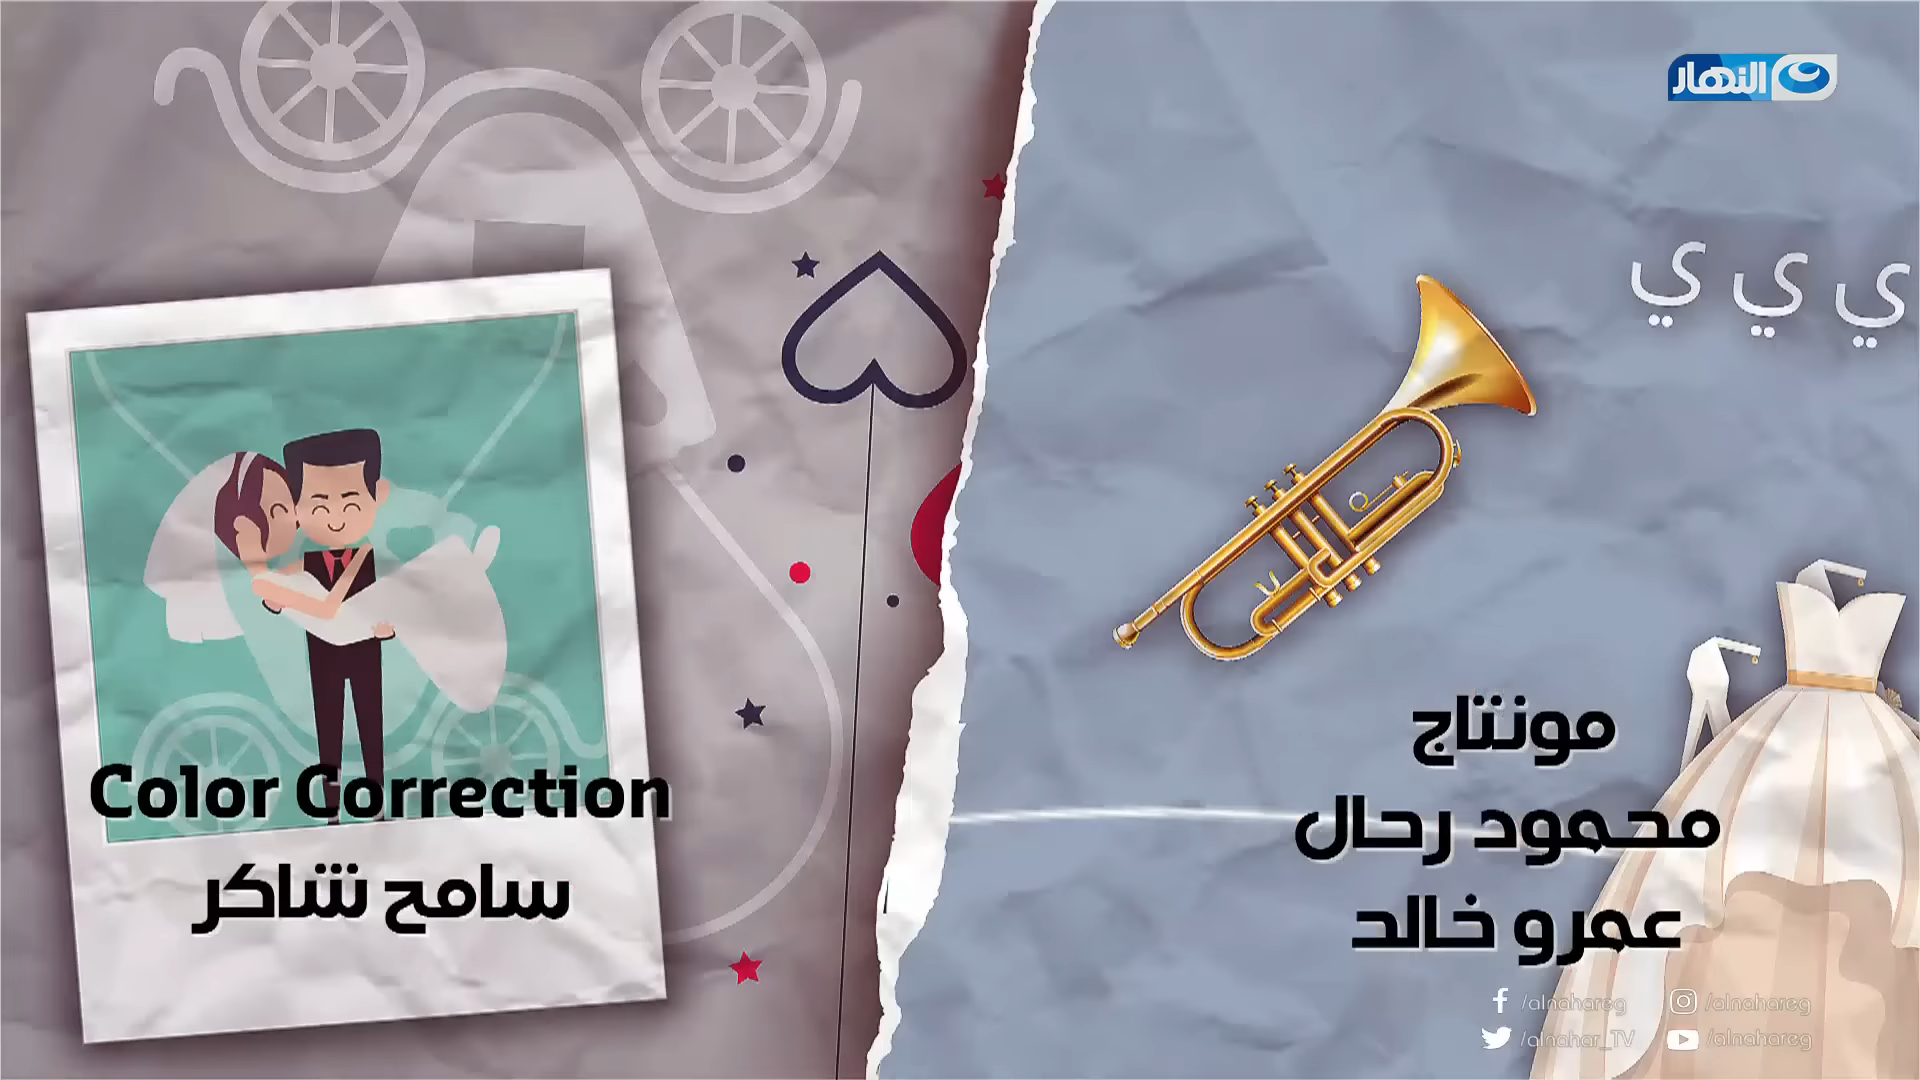 النهار
ي ي ي
مونتاج
محمود رحال
عمرو خالد
Color Correction
سامح شاكر
/alnahareg
/alnahareg
/alnahar_TV
/alnahareg